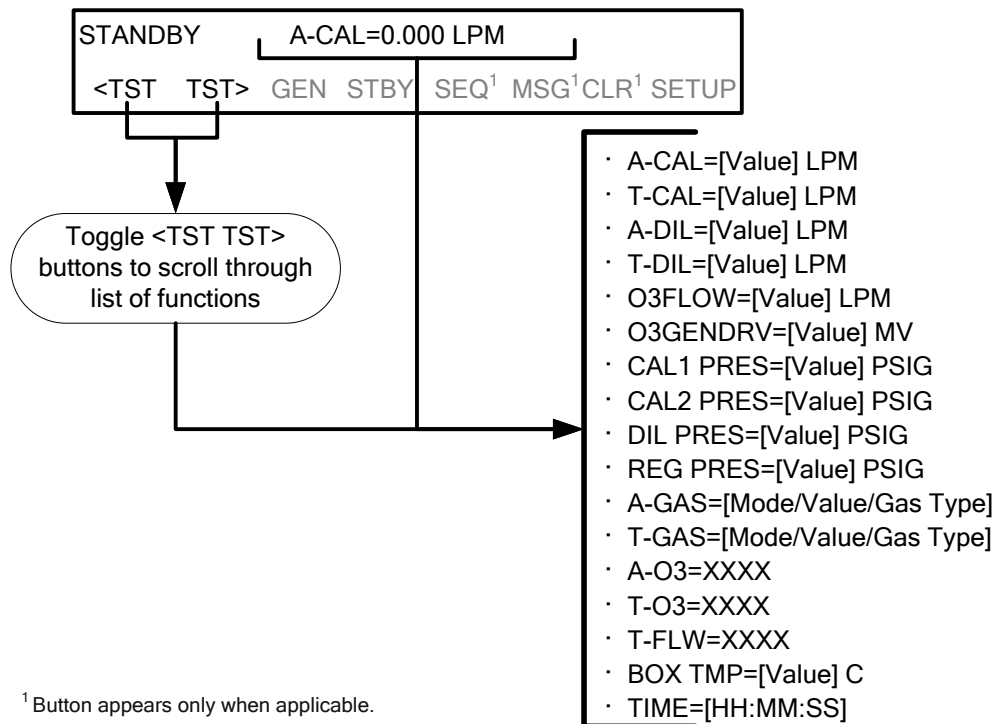 STANDBY A-CAL=0.000 LPM
<TST TST> GEN STBY SEQ¹ MSG¹ CLR¹ SETUP
Toggle <TST TST>
buttons to scroll through
list of functions
· A-CAL=[Value] LPM
· T-CAL=[Value] LPM
· A-DIL=[Value] LPM
· T-DIL=[Value] LPM
· O3FLOW=[Value] LPM
· O3GENDRV=[Value] MV
· CAL1 PRES=[Value] PSIG
· CAL2 PRES=[Value] PSIG
· DIL PRES=[Value] PSIG
· REG PRES=[Value] PSIG
· A-GAS=[Mode/Value/Gas Type]
· T-GAS=[Mode/Value/Gas Type]
· A-O3=XXXX
· T-O3=XXXX
· T-FLW=XXXX
· BOX TMP=[Value] C
· TIME=[HH:MM:SS]
¹ Button appears only when applicable.